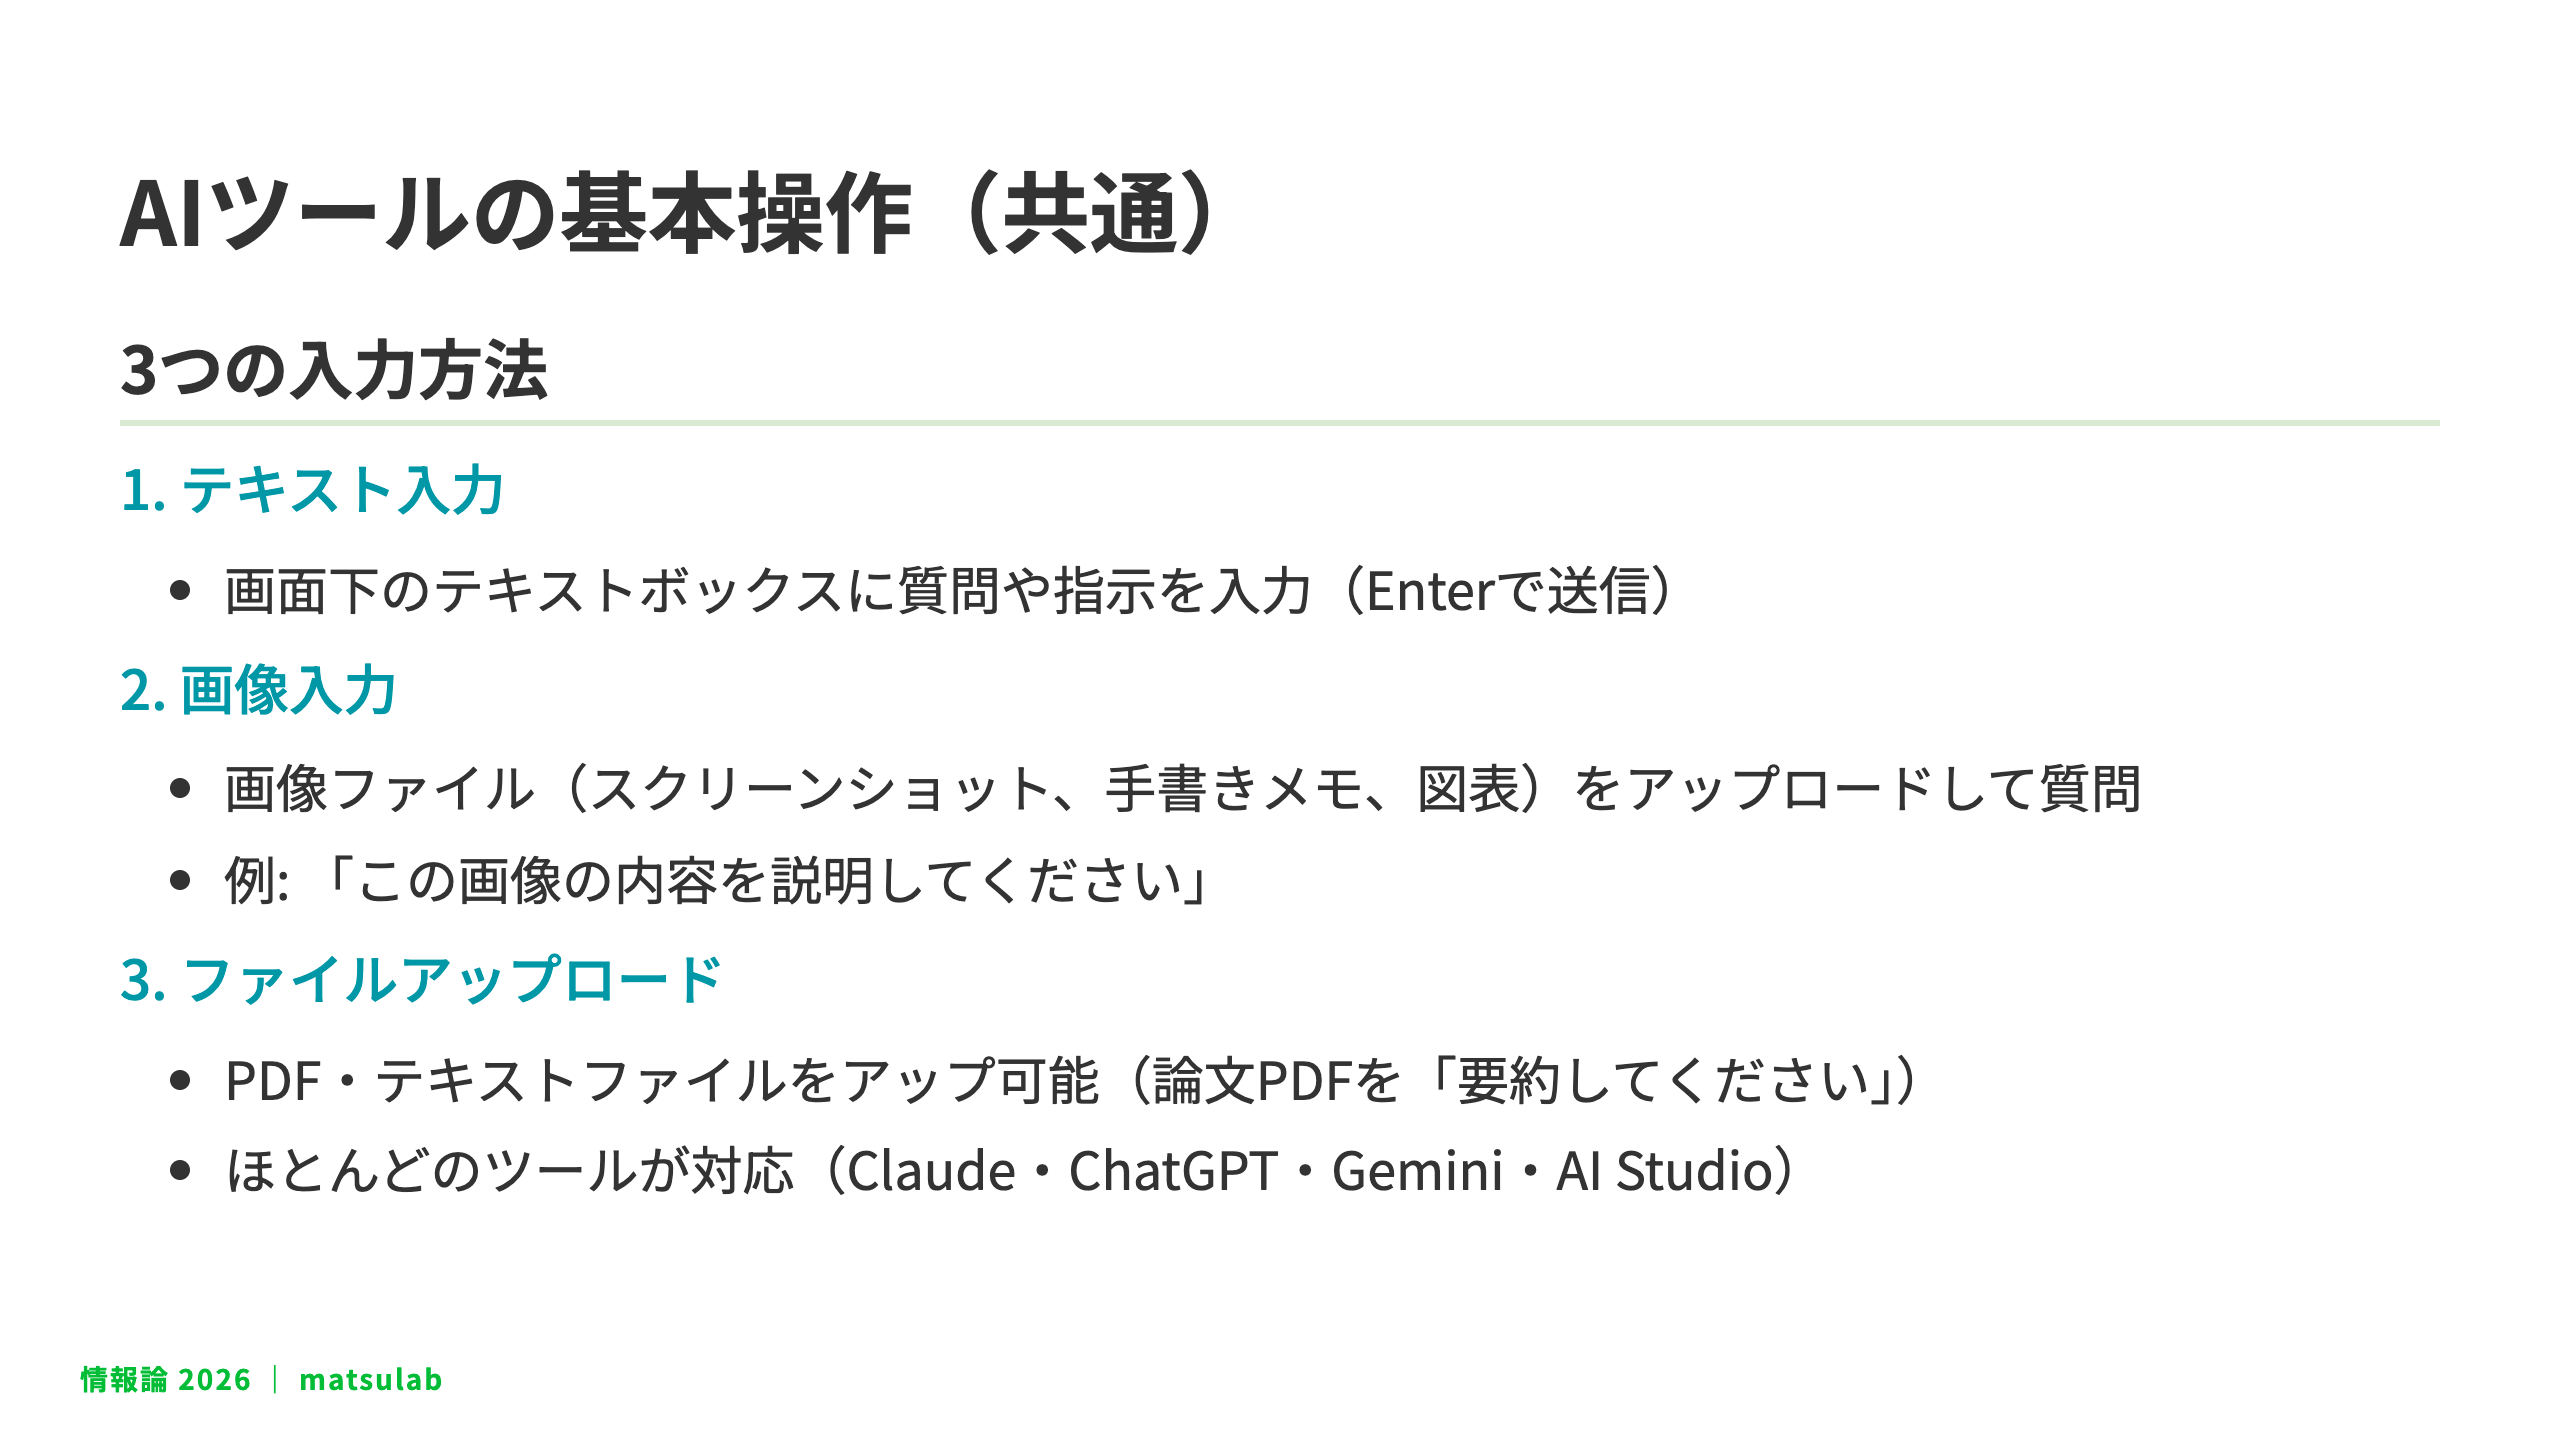 AIツールの基本操作（共通）
3つの入力方法
1. テキスト入力
• 画面下のテキストボックスに質問や指示を入力（Enterで送信）
2. 画像入力
• 画像ファイル（スクリーンショット、手書きメモ、図表）をアップロードして質問
• 例: 「この画像の内容を説明してください」
3. ファイルアップロード
• PDF・テキストファイルをアップ可能（論文PDFを「要約してください」）
• ほとんどのツールが対応（Claude・ChatGPT・Gemini・AI Studio）
情報論 2026 ｜ matsulab